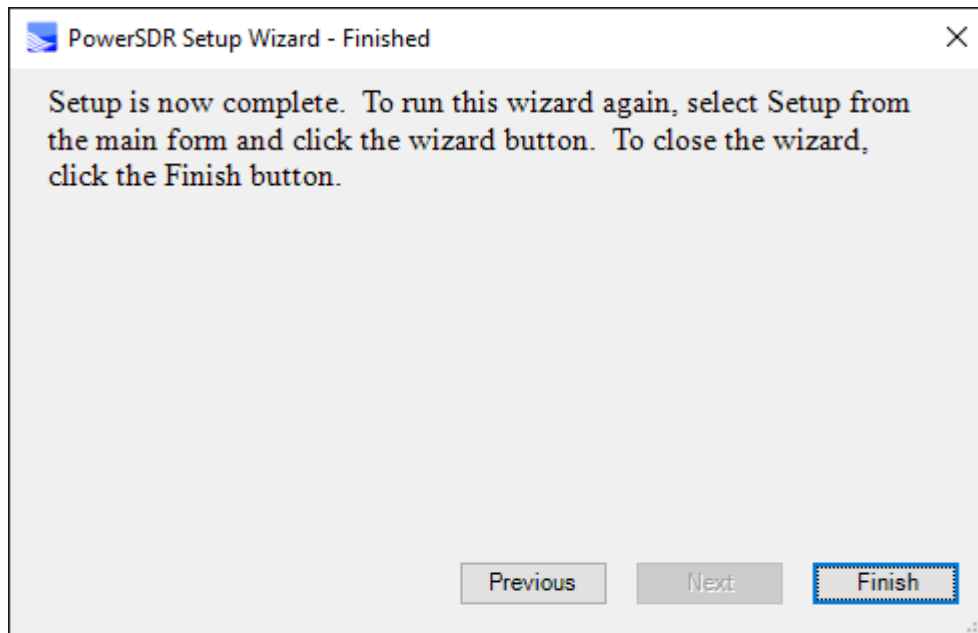 PowerSDR Setup Wizard - Finished
Setup is now complete.  To run this wizard again, select Setup from
the main form and click the wizard button.  To close the wizard,
click the Finish button.
Previous Next Finish